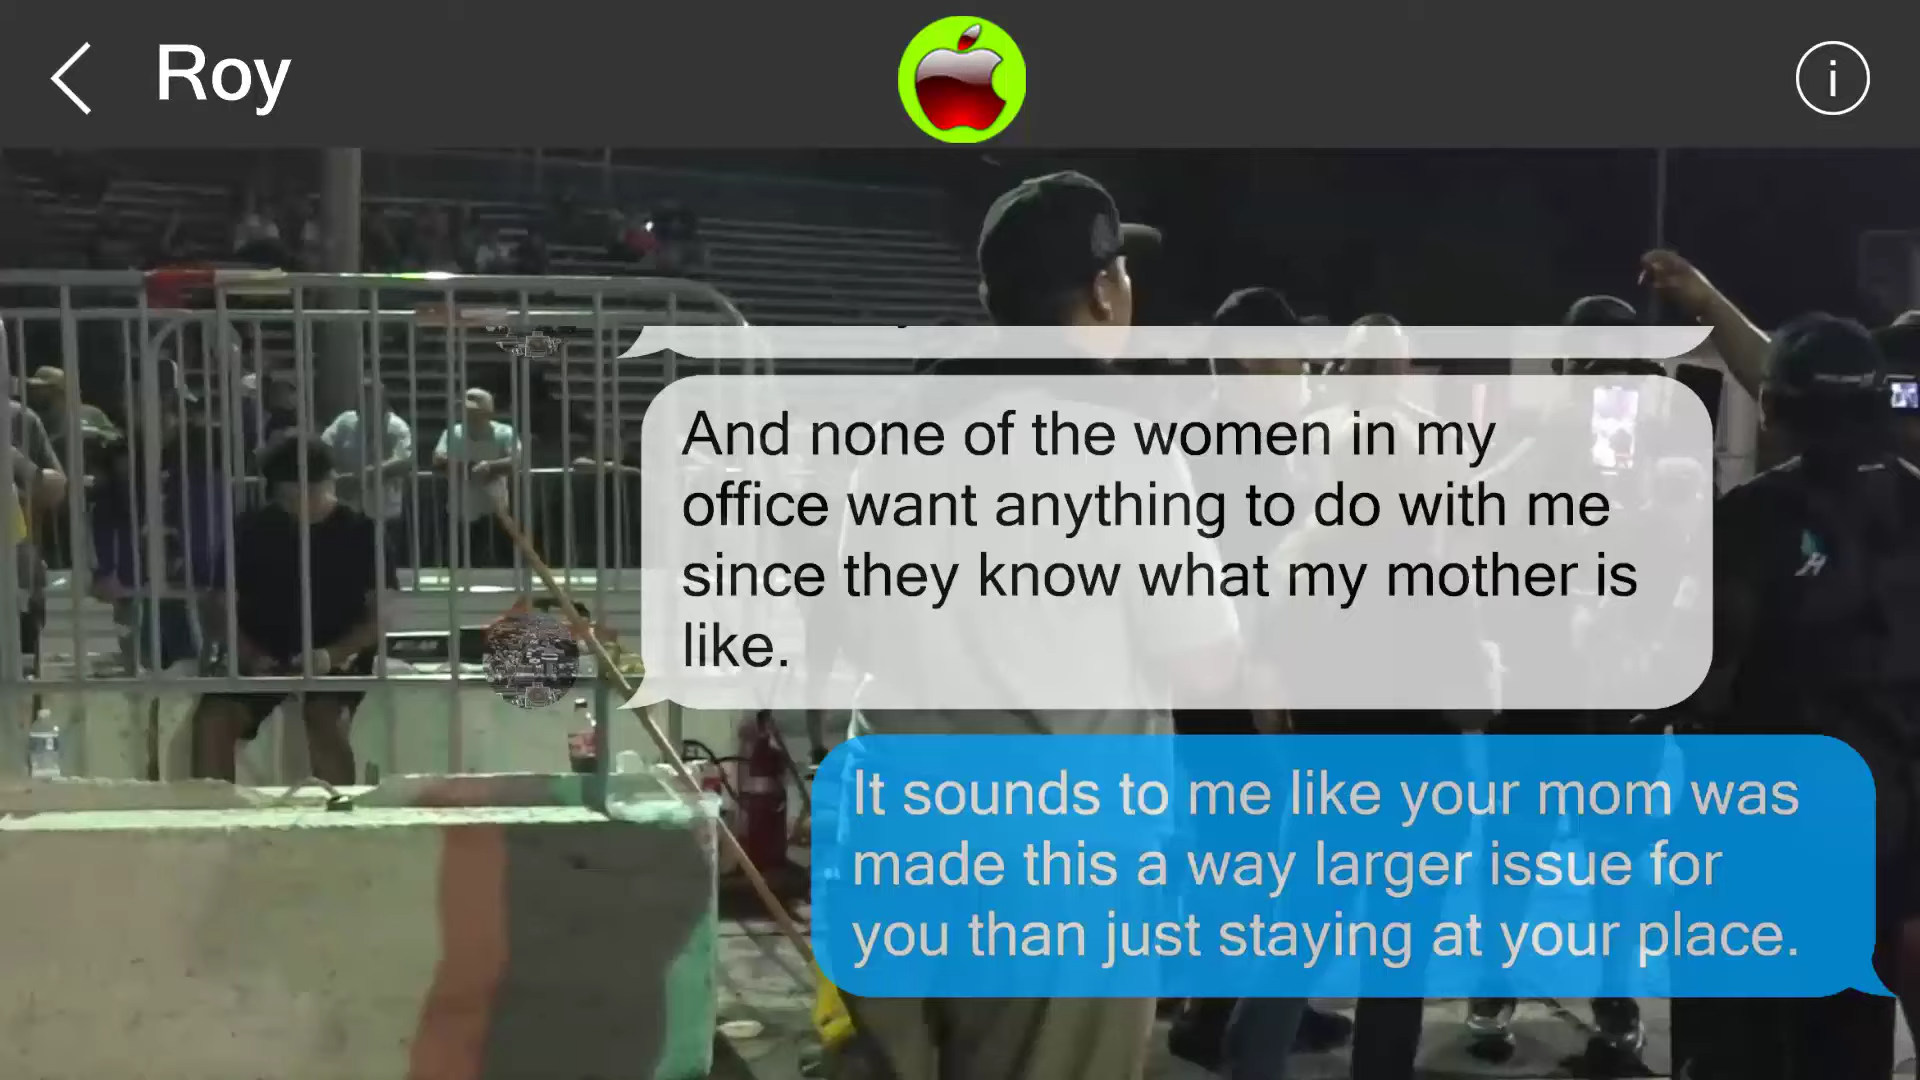 Roy
And none of the women in my
office want anything to do with me
since they know what my mother is
like.
It sounds to me like your mom was
made this a way larger issue for
you than just staying at your place.